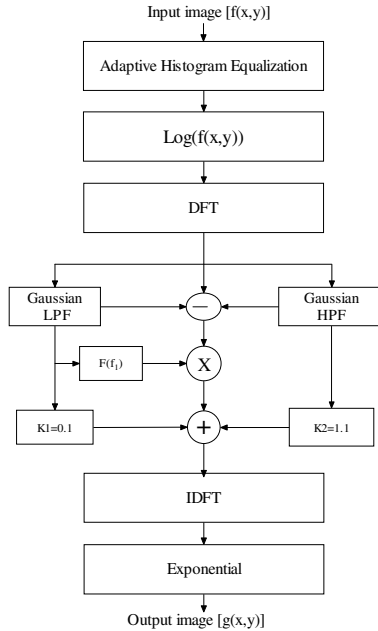 Input image [f(x,y)]
Adaptive Histogram Equalization
Log(f(x,y))
DFT
Gaussian
LPF
−
Gaussian
HPF
F(f₁)
X
K1=0.1
+
K2=1.1
IDFT
Exponential
Output image [g(x,y)]